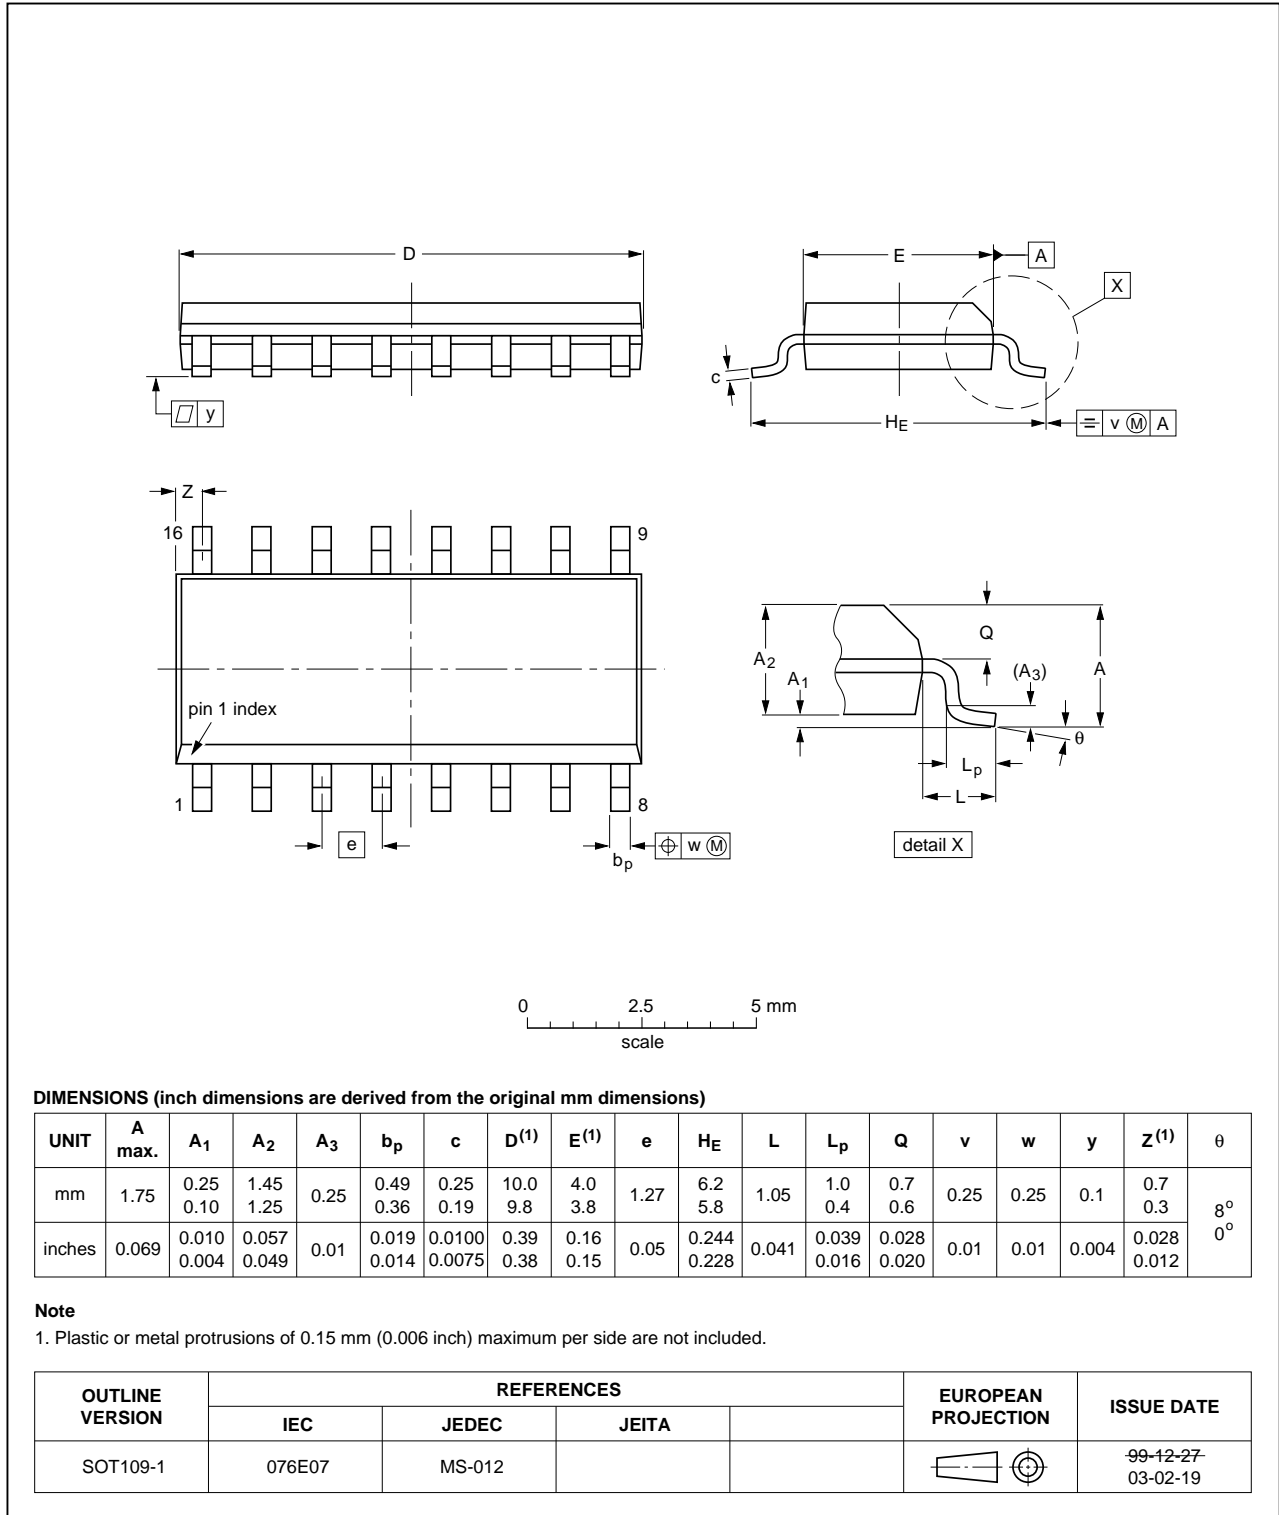 D
E
A
X
c
y
HE
v M A
Z
16
9
pin 1 index
1
8
e
bp
w M
Q
A2
A1
(A3)
A
θ
Lp
L
detail X
0 2.5 5 mm
scale
DIMENSIONS (inch dimensions are derived from the original mm dimensions)
UNIT A max. A1 A2 A3 bp c D(1) E(1) e HE L Lp Q v w y Z(1) θ
mm 1.75 0.25 0.10 1.45 1.25 0.25 0.49 0.36 0.25 0.19 10.0 9.8 4.0 3.8 1.27 6.2 5.8 1.05 1.0 0.4 0.7 0.6 0.25 0.25 0.1 0.7 0.3 8° 0°
inches 0.069 0.010 0.004 0.057 0.049 0.01 0.019 0.014 0.0100 0.0075 0.39 0.38 0.16 0.15 0.05 0.244 0.228 0.041 0.039 0.016 0.028 0.020 0.01 0.01 0.004 0.028 0.012
Note
1. Plastic or metal protrusions of 0.15 mm (0.006 inch) maximum per side are not included.
OUTLINE VERSION REFERENCES EUROPEAN PROJECTION ISSUE DATE
IEC JEDEC JEITA
SOT109-1 076E07 MS-012 99-12-27
03-02-19